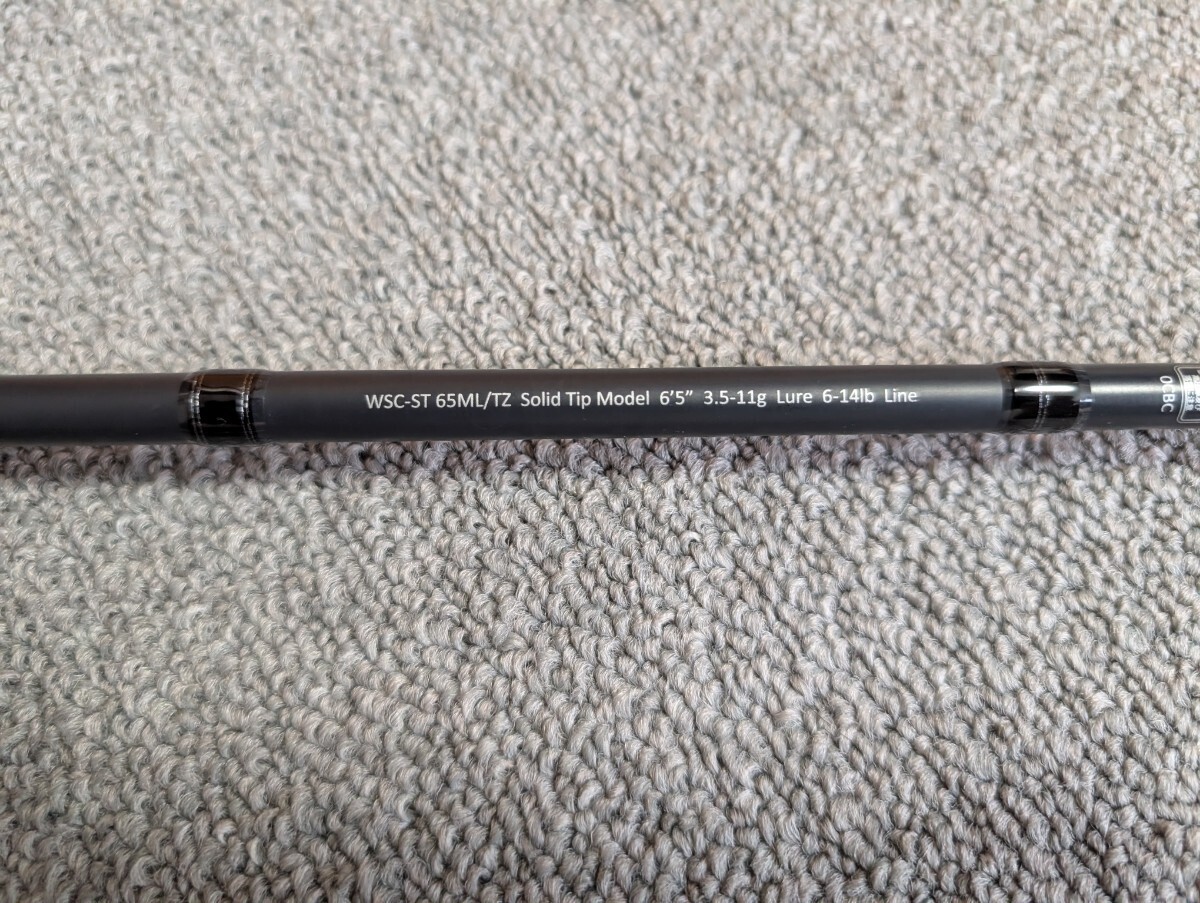 WSC-ST 65ML/TZ Solid Tip Model 6’5” 3.5-11g Lure 6-14lb Line